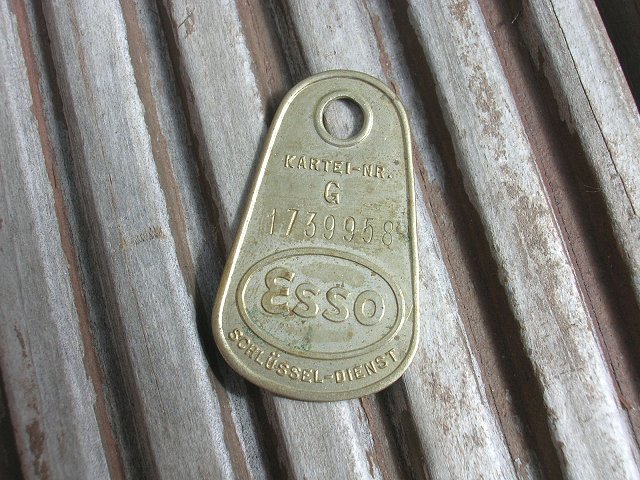 KARTEI-NR.
G
1739958
Esso
SCHLÜSSEL-DIENST